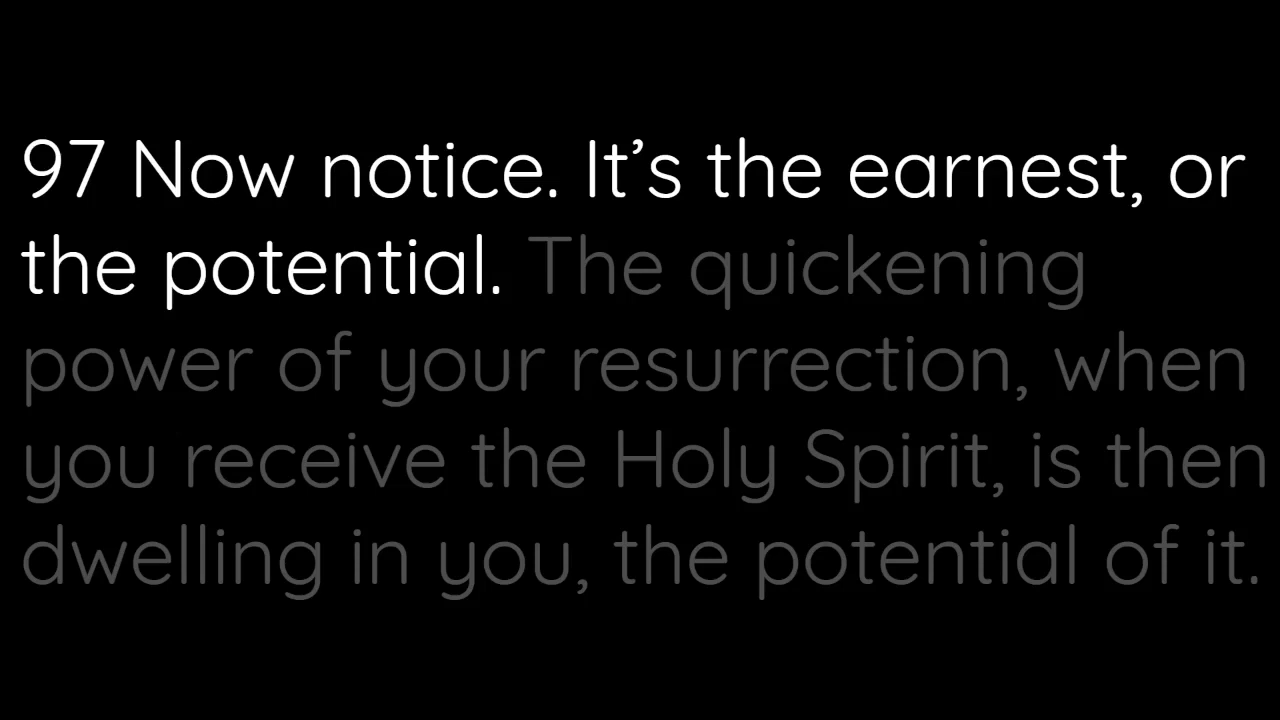 97 Now notice. It’s the earnest, or
the potential. The quickening
power of your resurrection, when
you receive the Holy Spirit, is then
dwelling in you, the potential of it.